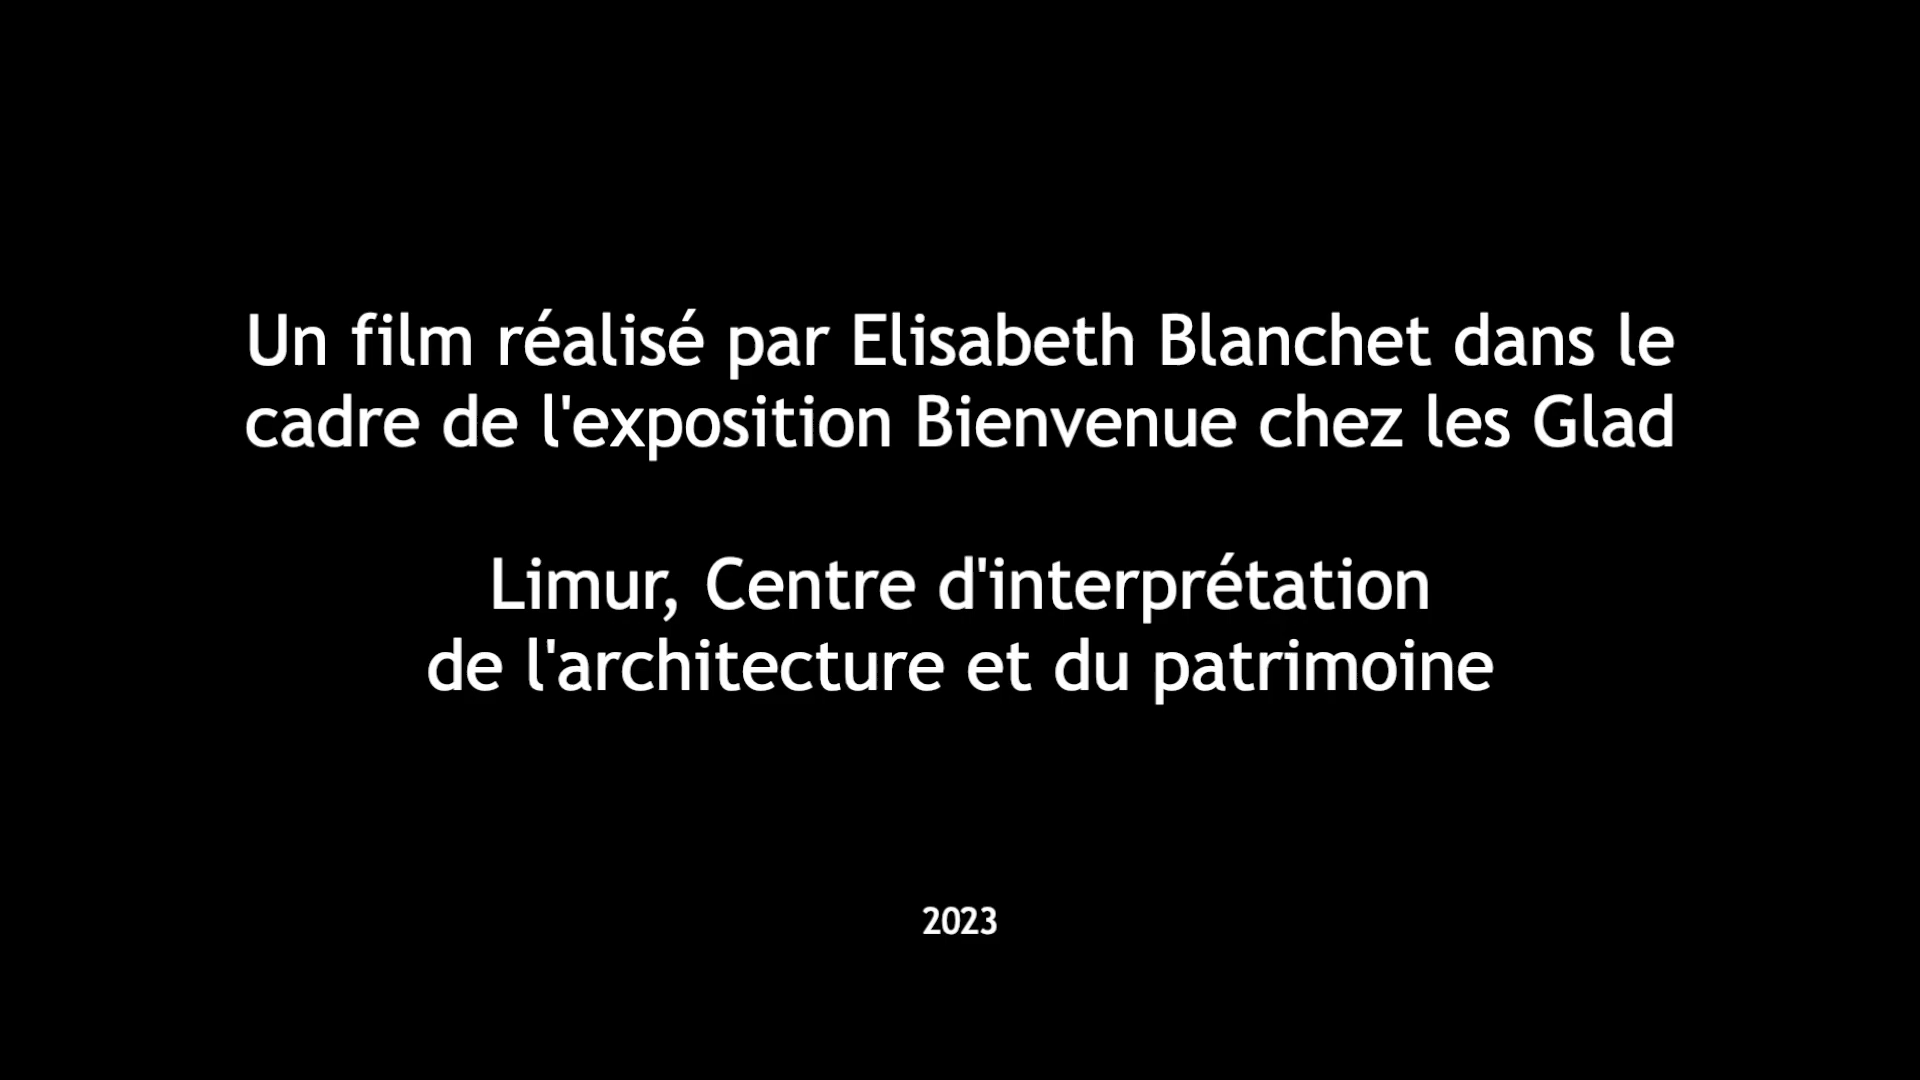 Un film réalisé par Elisabeth Blanchet dans le
cadre de l'exposition Bienvenue chez les Glad
Limur, Centre d'interprétation
de l'architecture et du patrimoine
2023